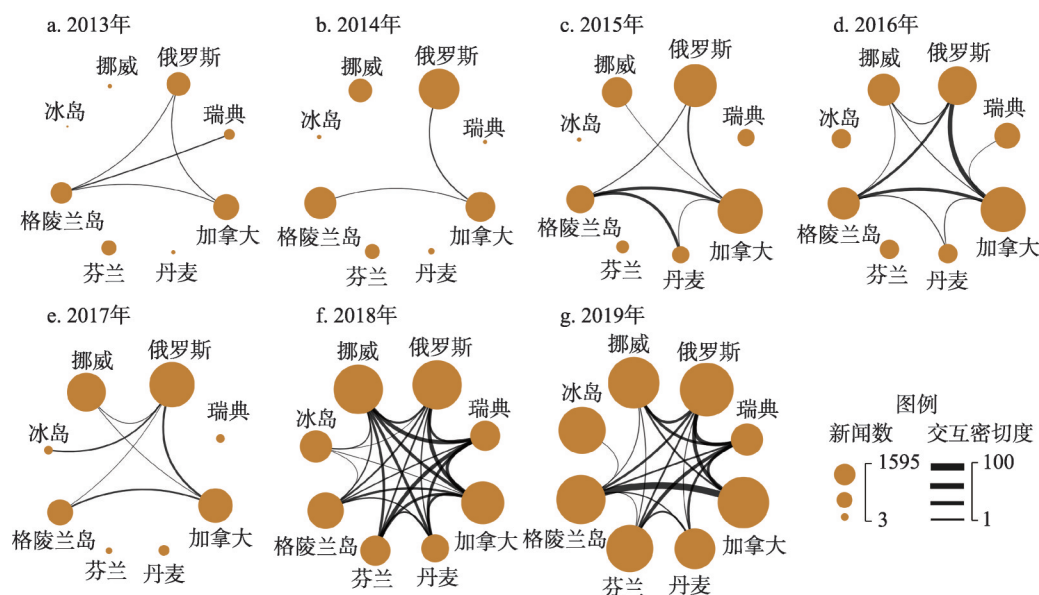 a. 2013年
挪威
俄罗斯
冰岛
瑞典
格陵兰岛
加拿大
芬兰
丹麦
b. 2014年
挪威
俄罗斯
冰岛
瑞典
格陵兰岛
加拿大
芬兰
丹麦
c. 2015年
挪威
俄罗斯
冰岛
瑞典
格陵兰岛
加拿大
芬兰
丹麦
d. 2016年
挪威
俄罗斯
冰岛
瑞典
格陵兰岛
加拿大
芬兰
丹麦
e. 2017年
挪威
俄罗斯
冰岛
瑞典
格陵兰岛
加拿大
芬兰
丹麦
f. 2018年
挪威
俄罗斯
冰岛
瑞典
格陵兰岛
加拿大
芬兰
丹麦
g. 2019年
挪威
俄罗斯
冰岛
瑞典
格陵兰岛
加拿大
芬兰
丹麦
图例
新闻数
1595
3
交互密切度
100
1